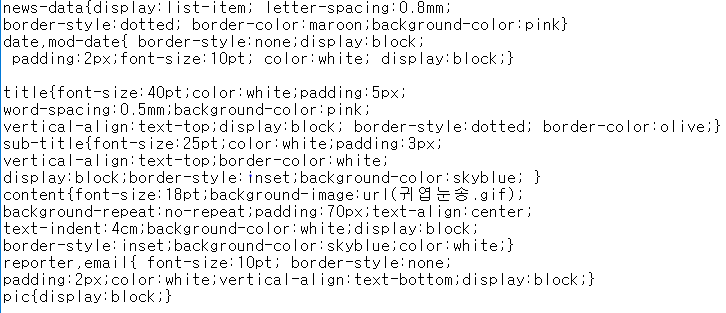 news-data{display:list-item; letter-spacing:0.8mm;
border-style:dotted; border-color:maroon;background-color:pink}
date,mod-date{ border-style:none;display:block;
padding:2px;font-size:10pt; color:white; display:block;}
title{font-size:40pt;color:white;padding:5px;
word-spacing:0.5mm;background-color:pink;
vertical-align:text-top;display:block; border-style:dotted; border-color:olive;}
sub-title{font-size:25pt;color:white;padding:3px;
vertical-align:text-top;border-color:white;
display:block;border-style:inset;background-color:skyblue; }
content{font-size:18pt;background-image:url(귀엽눈송.gif);
background-repeat:no-repeat;padding:70px;text-align:center;
text-indent:4cm;background-color:white;display:block;
border-style:inset;background-color:skyblue;color:white;}
reporter,email{ font-size:10pt; border-style:none;
padding:2px;color:white;vertical-align:text-bottom;display:block;}
pic{display:block;}